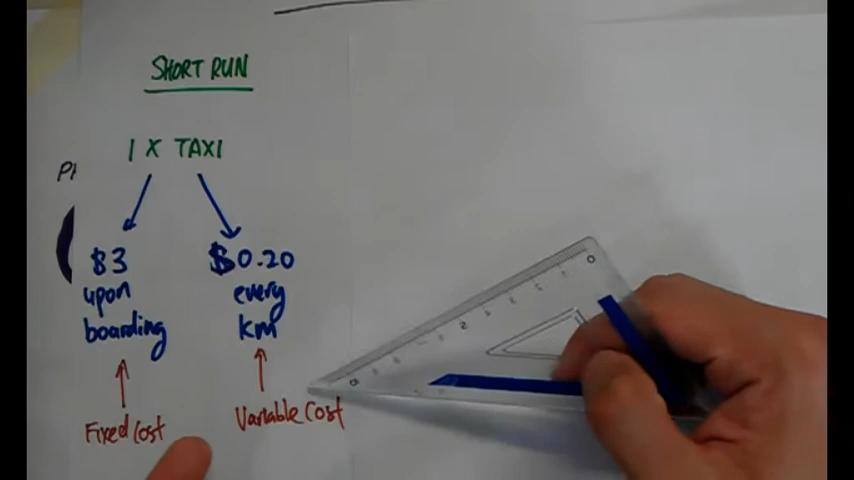 SHORT RUN
1 X TAXI
$3
upon
boarding
$0.20
every
km
Fixed Cost
Variable Cost